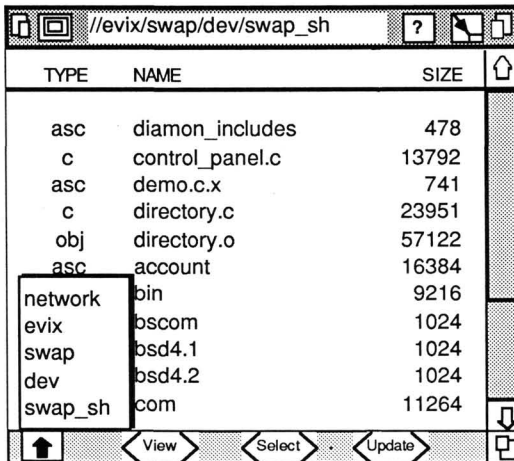 //evix/swap/dev/swap_sh ?
TYPE NAME SIZE
asc diamon_includes 478
c control_panel.c 13792
asc demo.c.x 741
c directory.c 23951
obj directory.o 57122
asc account 16384
network bin 9216
evix bscom 1024
swap bsd4.1 1024
dev bsd4.2 1024
swap_sh com 11264
View Select Update